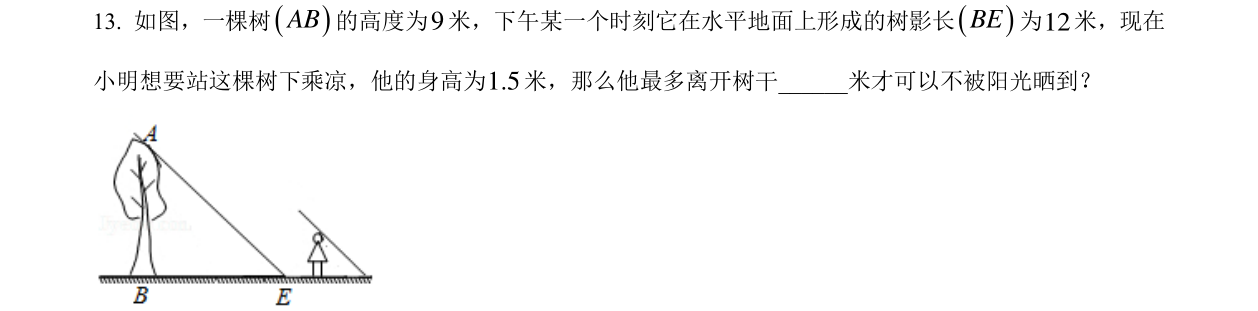 13. 如图，一棵树(AB)的高度为9米，下午某一个时刻它在水平地面上形成的树影长(BE)为12米，现在
小明想要站这棵树下乘凉，他的身高为1.5米，那么他最多离开树干______米才可以不被阳光晒到？
A
B
E